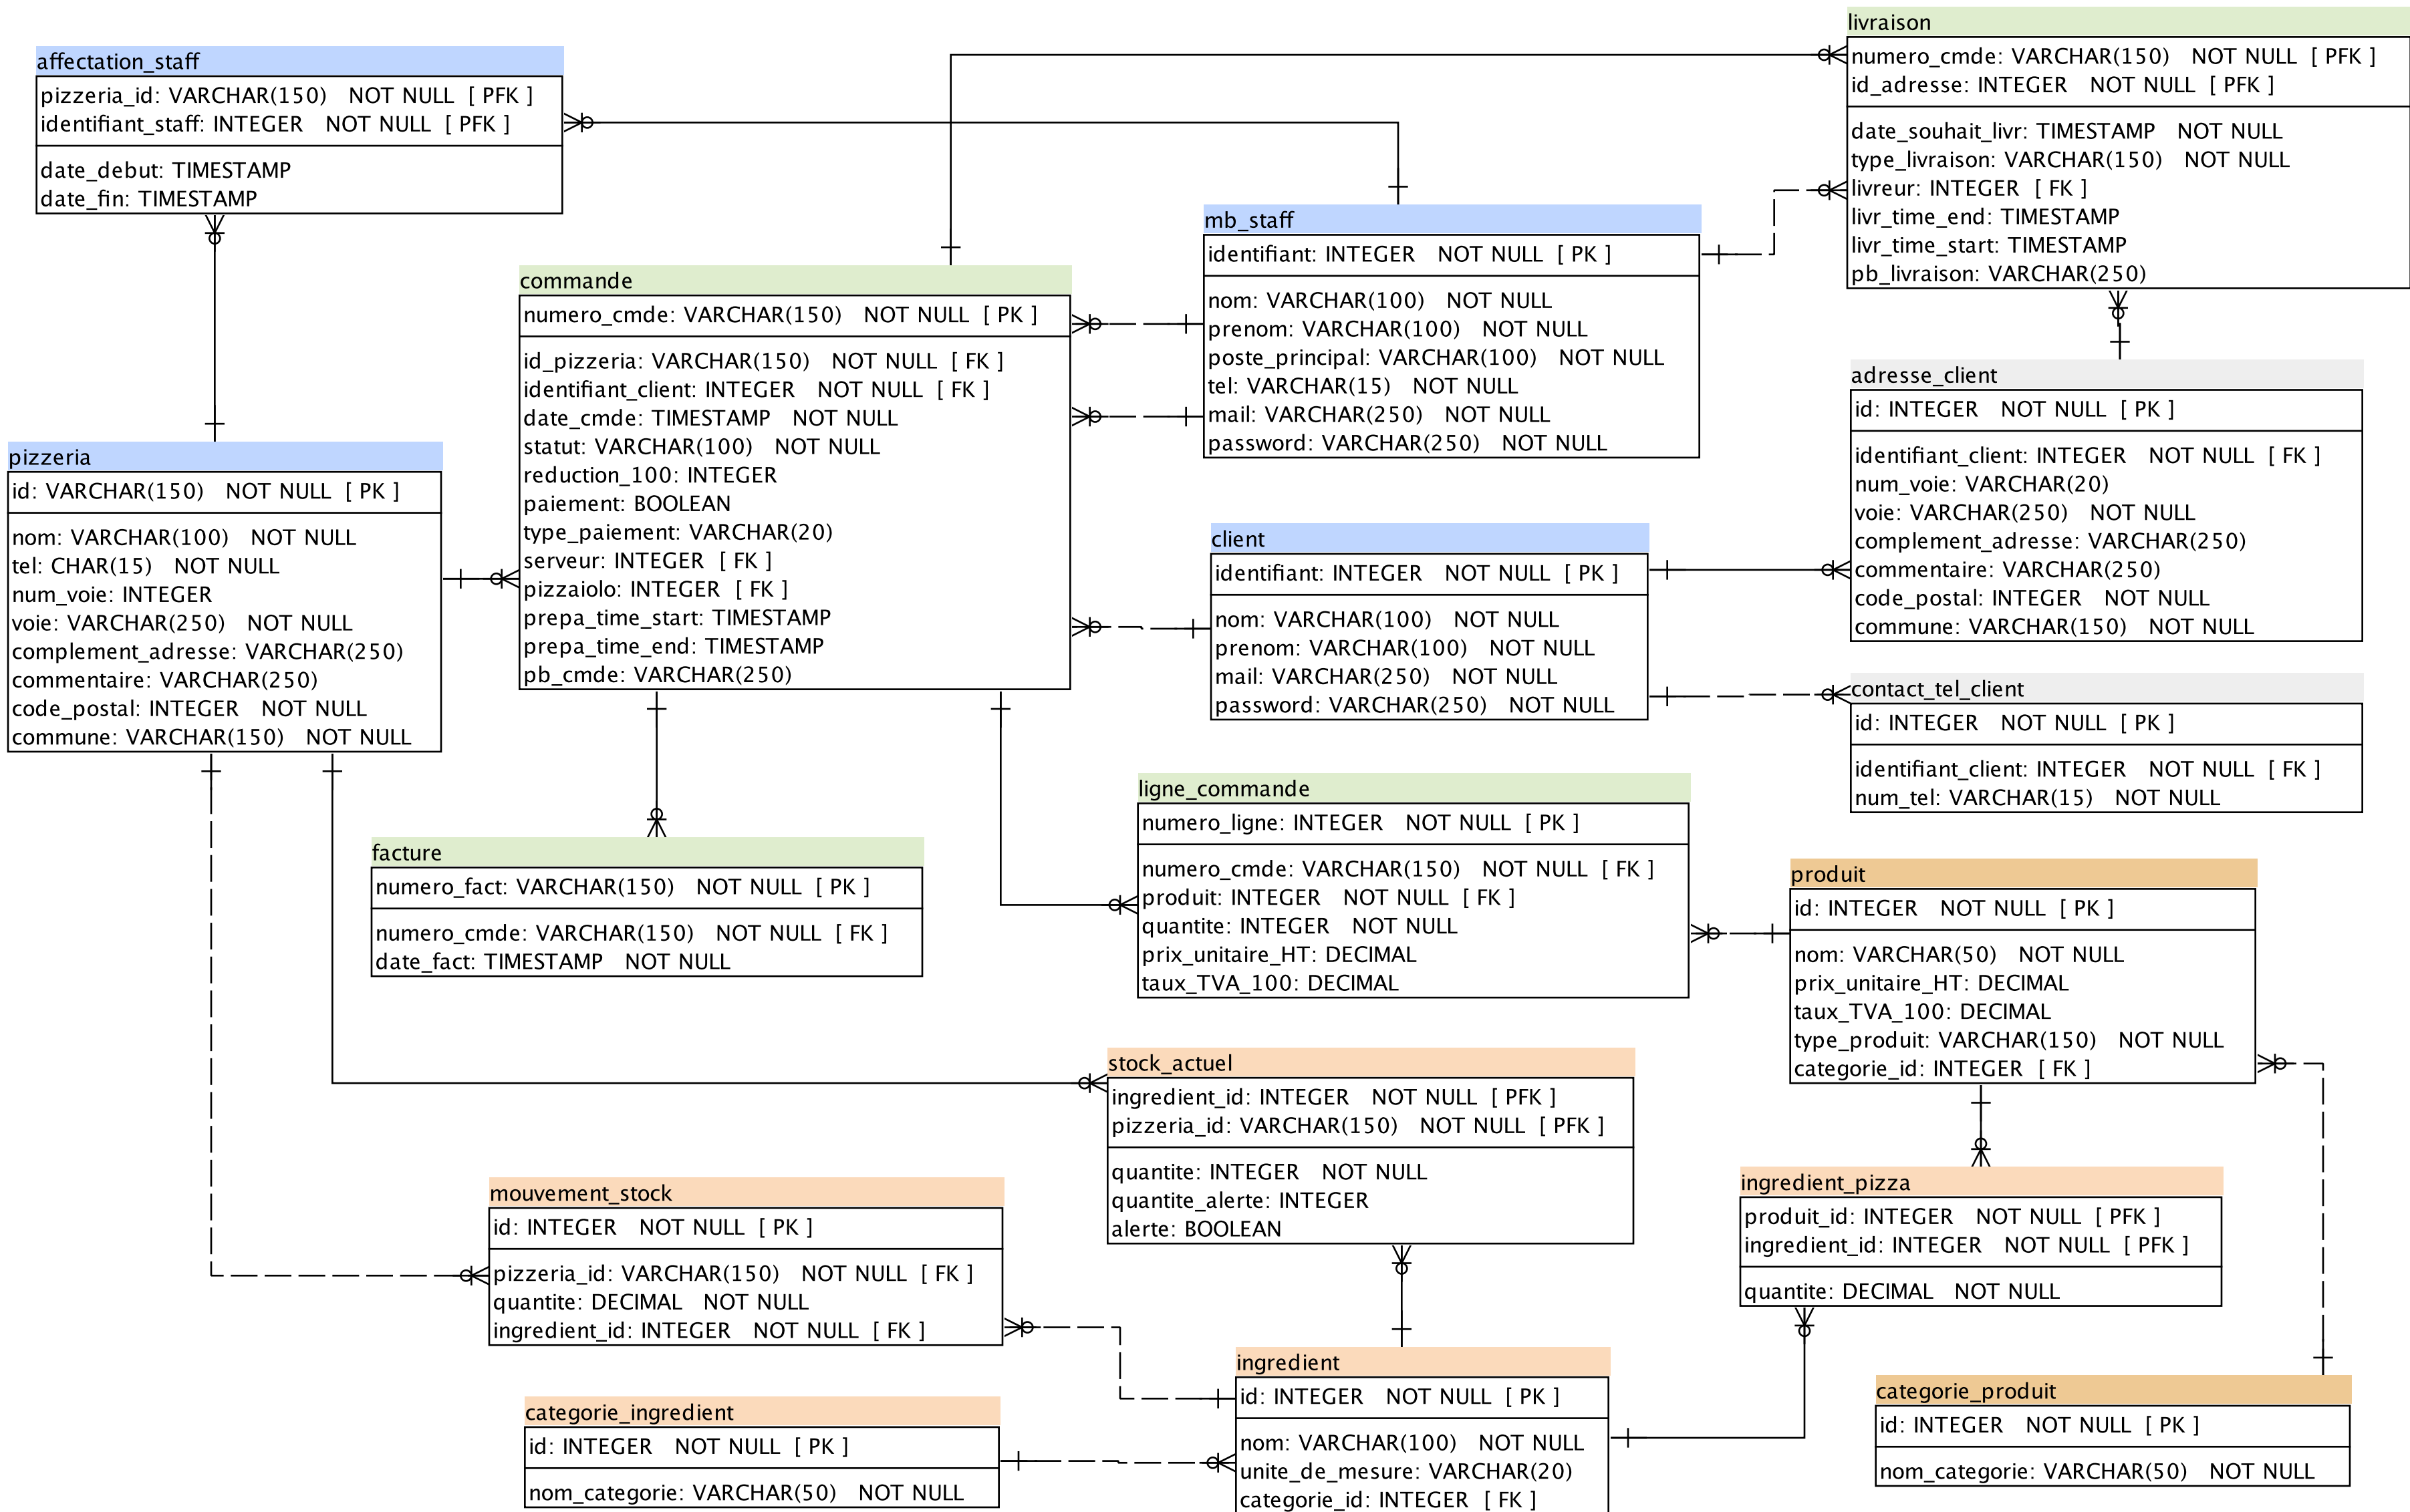 livraison
numero_cmde: VARCHAR(150) NOT NULL [ PFK ]
id_adresse: INTEGER NOT NULL [ PFK ]
date_souhait_livr: TIMESTAMP NOT NULL
type_livraison: VARCHAR(150) NOT NULL
livreur: INTEGER [ FK ]
livr_time_end: TIMESTAMP
livr_time_start: TIMESTAMP
pb_livraison: VARCHAR(250)
affectation_staff
pizzeria_id: VARCHAR(150) NOT NULL [ PFK ]
identifiant_staff: INTEGER NOT NULL [ PFK ]
date_debut: TIMESTAMP
date_fin: TIMESTAMP
mb_staff
identifiant: INTEGER NOT NULL [ PK ]
nom: VARCHAR(100) NOT NULL
prenom: VARCHAR(100) NOT NULL
poste_principal: VARCHAR(100) NOT NULL
tel: VARCHAR(15) NOT NULL
mail: VARCHAR(250) NOT NULL
password: VARCHAR(250) NOT NULL
commande
numero_cmde: VARCHAR(150) NOT NULL [ PK ]
id_pizzeria: VARCHAR(150) NOT NULL [ FK ]
identifiant_client: INTEGER NOT NULL [ FK ]
date_cmde: TIMESTAMP NOT NULL
statut: VARCHAR(100) NOT NULL
reduction_100: INTEGER
paiement: BOOLEAN
type_paiement: VARCHAR(20)
serveur: INTEGER [ FK ]
pizzaiolo: INTEGER [ FK ]
prepa_time_start: TIMESTAMP
prepa_time_end: TIMESTAMP
pb_cmde: VARCHAR(250)
adresse_client
id: INTEGER NOT NULL [ PK ]
identifiant_client: INTEGER NOT NULL [ FK ]
num_voie: VARCHAR(20)
voie: VARCHAR(250) NOT NULL
complement_adresse: VARCHAR(250)
commentaire: VARCHAR(250)
code_postal: INTEGER NOT NULL
commune: VARCHAR(150) NOT NULL
pizzeria
id: VARCHAR(150) NOT NULL [ PK ]
nom: VARCHAR(100) NOT NULL
tel: CHAR(15) NOT NULL
num_voie: INTEGER
voie: VARCHAR(250) NOT NULL
complement_adresse: VARCHAR(250)
commentaire: VARCHAR(250)
code_postal: INTEGER NOT NULL
commune: VARCHAR(150) NOT NULL
client
identifiant: INTEGER NOT NULL [ PK ]
nom: VARCHAR(100) NOT NULL
prenom: VARCHAR(100) NOT NULL
mail: VARCHAR(250) NOT NULL
password: VARCHAR(250) NOT NULL
contact_tel_client
id: INTEGER NOT NULL [ PK ]
identifiant_client: INTEGER NOT NULL [ FK ]
num_tel: VARCHAR(15) NOT NULL
ligne_commande
numero_ligne: INTEGER NOT NULL [ PK ]
numero_cmde: VARCHAR(150) NOT NULL [ FK ]
produit: INTEGER NOT NULL [ FK ]
quantite: INTEGER NOT NULL
prix_unitaire_HT: DECIMAL
taux_TVA_100: DECIMAL
facture
numero_fact: VARCHAR(150) NOT NULL [ PK ]
numero_cmde: VARCHAR(150) NOT NULL [ FK ]
date_fact: TIMESTAMP NOT NULL
produit
id: INTEGER NOT NULL [ PK ]
nom: VARCHAR(50) NOT NULL
prix_unitaire_HT: DECIMAL
taux_TVA_100: DECIMAL
type_produit: VARCHAR(150) NOT NULL
categorie_id: INTEGER [ FK ]
stock_actuel
ingredient_id: INTEGER NOT NULL [ PFK ]
pizzeria_id: VARCHAR(150) NOT NULL [ PFK ]
quantite: INTEGER NOT NULL
quantite_alerte: INTEGER
alerte: BOOLEAN
ingredient_pizza
produit_id: INTEGER NOT NULL [ PFK ]
ingredient_id: INTEGER NOT NULL [ PFK ]
quantite: DECIMAL NOT NULL
mouvement_stock
id: INTEGER NOT NULL [ PK ]
pizzeria_id: VARCHAR(150) NOT NULL [ FK ]
quantite: DECIMAL NOT NULL
ingredient_id: INTEGER NOT NULL [ FK ]
ingredient
id: INTEGER NOT NULL [ PK ]
nom: VARCHAR(100) NOT NULL
unite_de_mesure: VARCHAR(20)
categorie_id: INTEGER [ FK ]
categorie_produit
id: INTEGER NOT NULL [ PK ]
nom_categorie: VARCHAR(50) NOT NULL
categorie_ingredient
id: INTEGER NOT NULL [ PK ]
nom_categorie: VARCHAR(50) NOT NULL